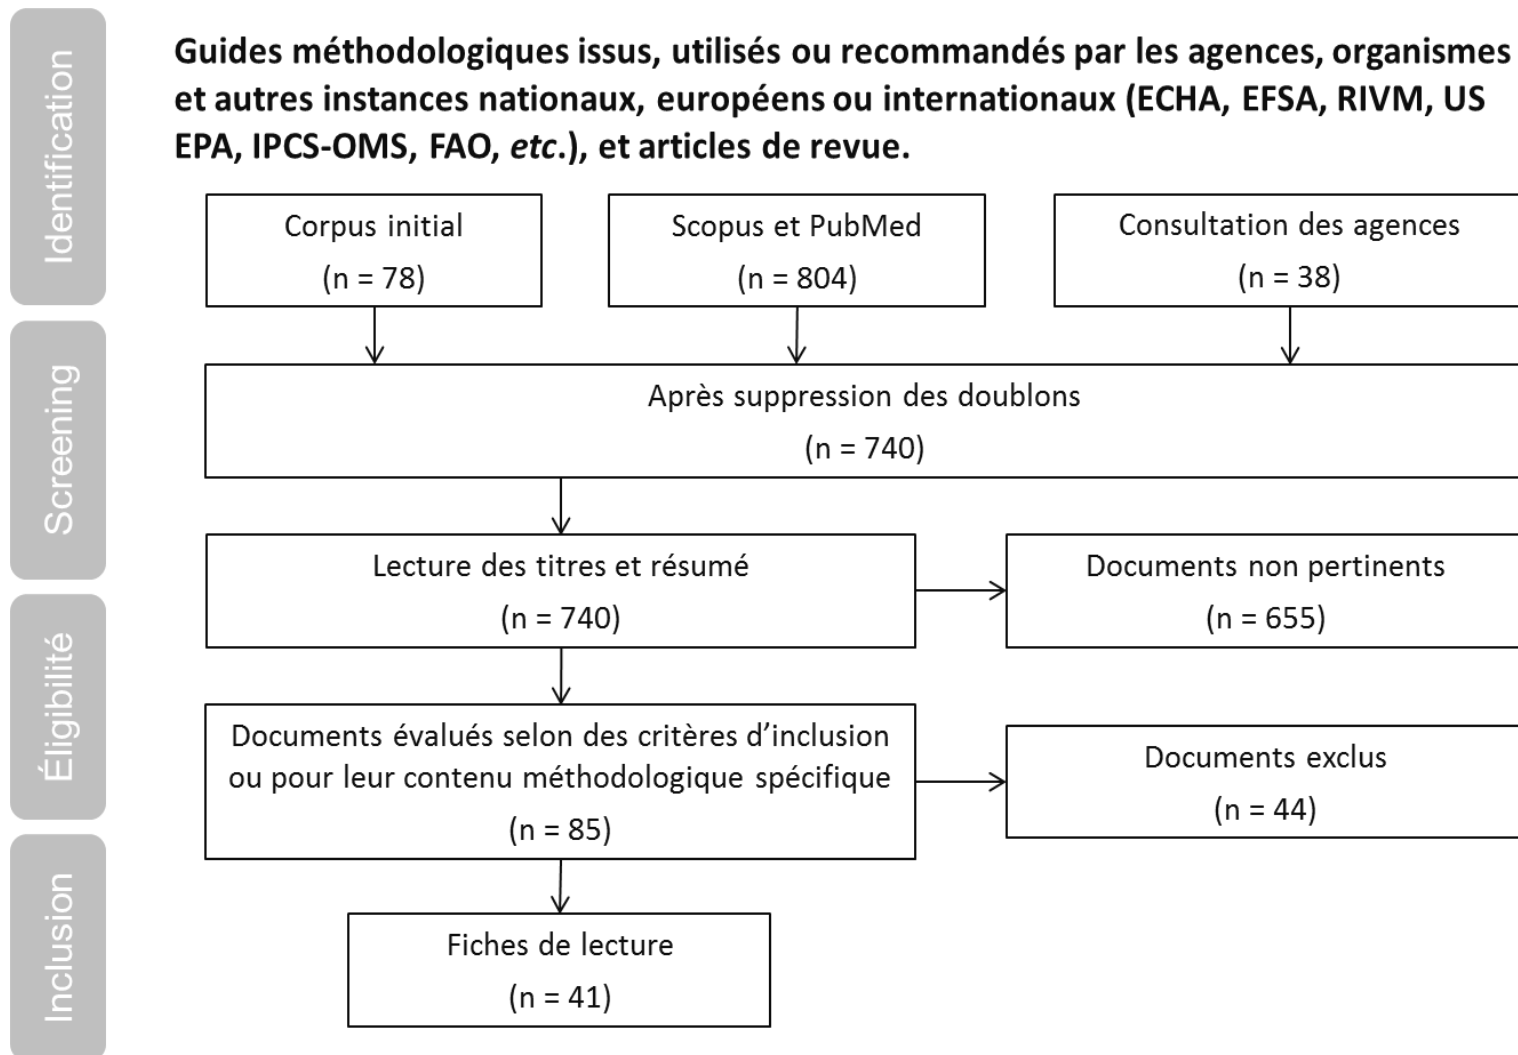 Identification
Guides méthodologiques issus, utilisés ou recommandés par les agences, organismes
et autres instances nationaux, européens ou internationaux (ECHA, EFSA, RIVM, US
EPA, IPCS-OMS, FAO, etc.), et articles de revue.
Corpus initial
(n = 78)
Scopus et PubMed
(n = 804)
Consultation des agences
(n = 38)
Screening
Après suppression des doublons
(n = 740)
Lecture des titres et résumé
(n = 740)
Documents non pertinents
(n = 655)
Éligibilité
Documents évalués selon des critères d’inclusion
ou pour leur contenu méthodologique spécifique
(n = 85)
Documents exclus
(n = 44)
Inclusion
Fiches de lecture
(n = 41)